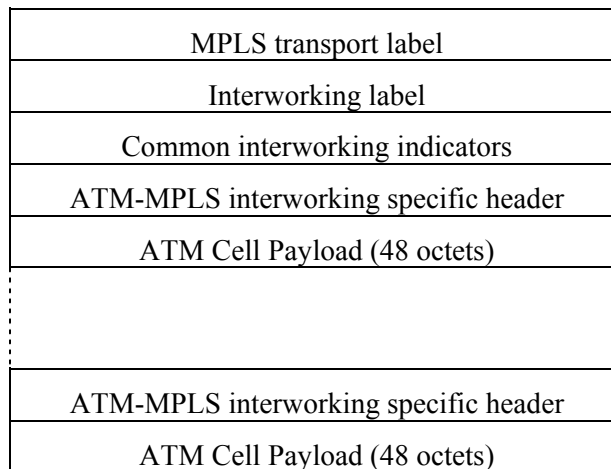 MPLS transport label
Interworking label
Common interworking indicators
ATM-MPLS interworking specific header
ATM Cell Payload (48 octets)
ATM-MPLS interworking specific header
ATM Cell Payload (48 octets)